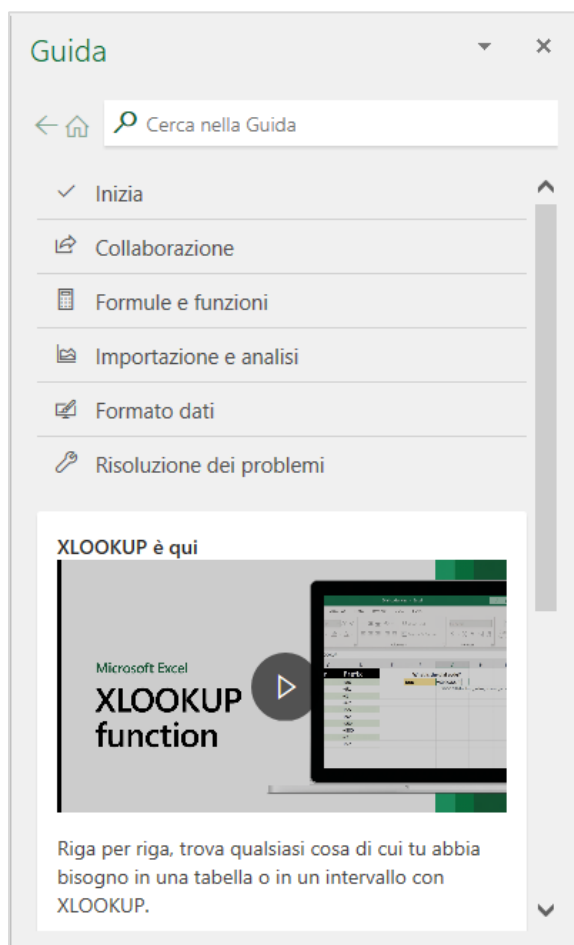 Guida
Cerca nella Guida
Inizia
Collaborazione
Formule e funzioni
Importazione e analisi
Formato dati
Risoluzione dei problemi
XLOOKUP è qui
Microsoft Excel
XLOOKUP
function
Riga per riga, trova qualsiasi cosa di cui tu abbia
bisogno in una tabella o in un intervallo con
XLOOKUP.